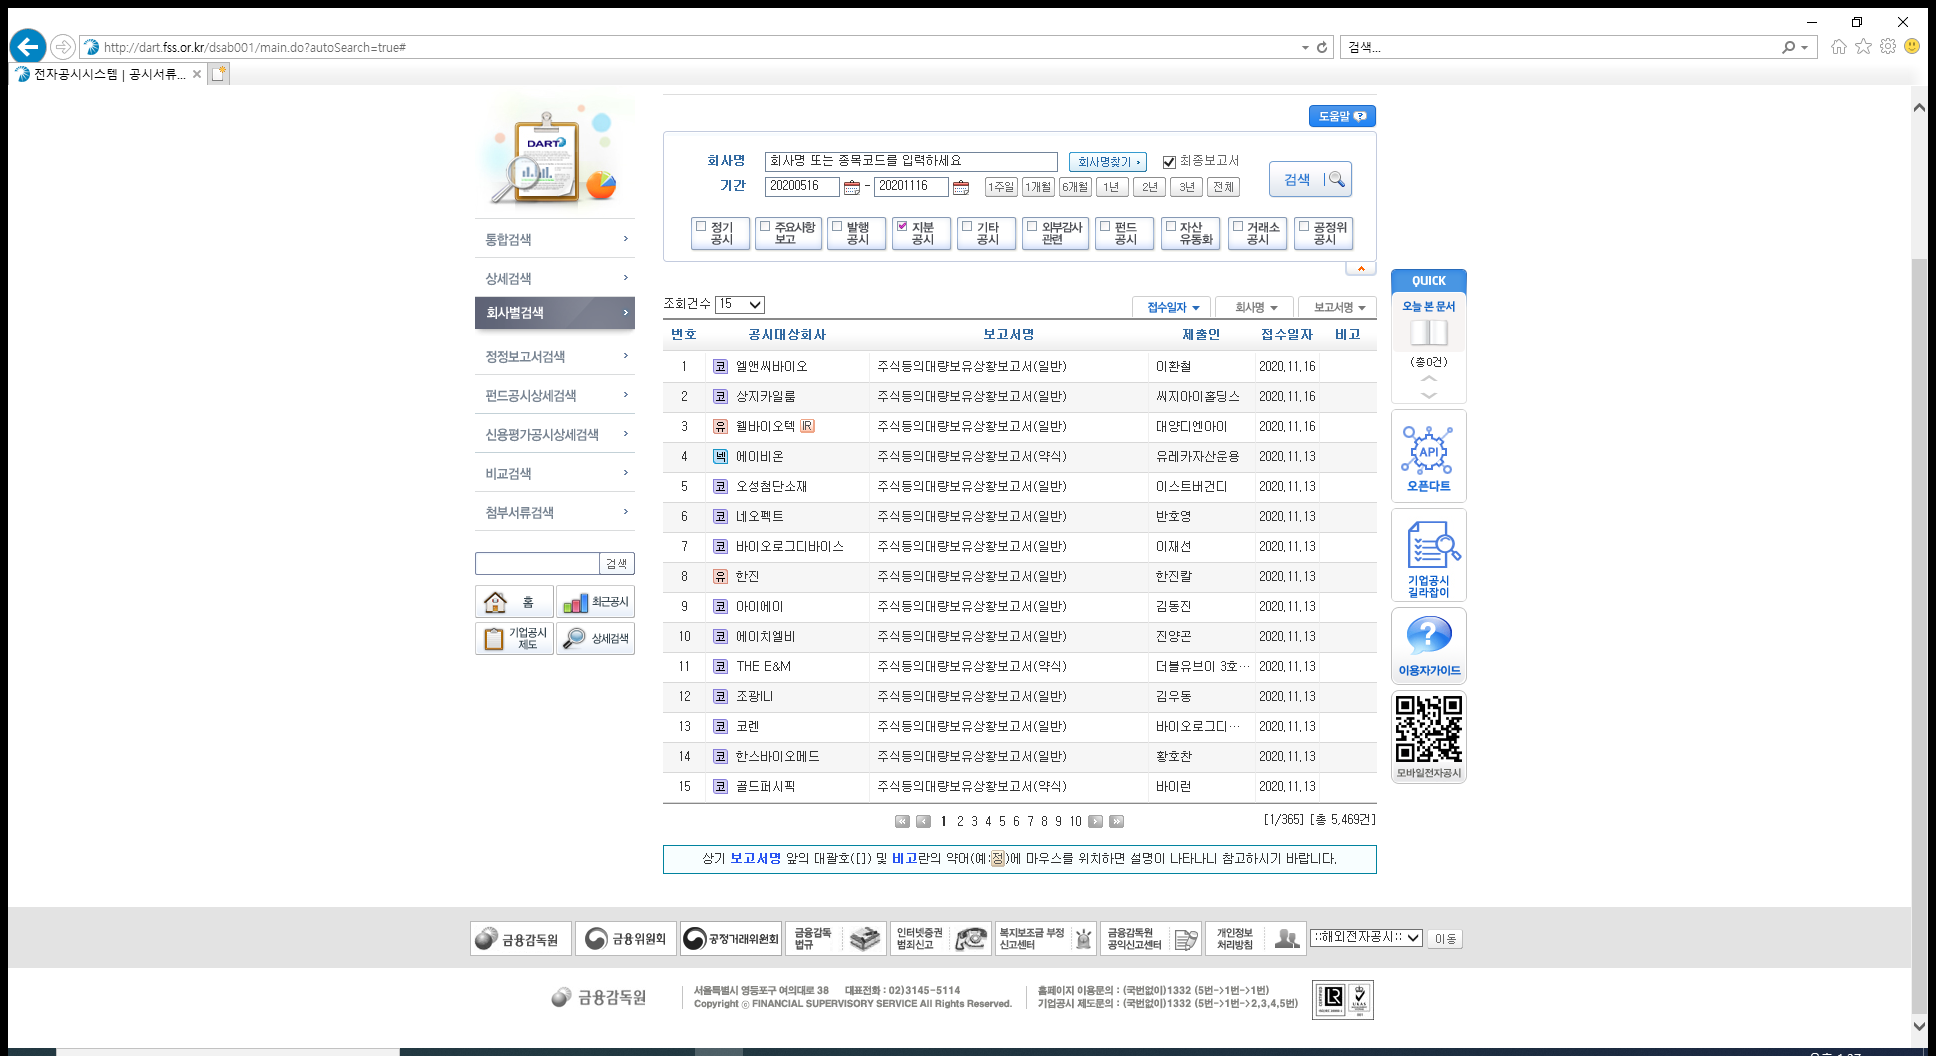 http://dart.fss.or.kr/dsab001/main.do?autoSearch=true#
검색...
전자공시시스템 | 공시서류...
DART
통합검색
상세검색
회사별검색
정정보고서검색
펀드공시상세검색
신용평가공시상세검색
비교검색
첨부서류검색
검색
홈
최근공시
기업공시
제도
상세검색
도움말
회사명 회사명 또는 종목코드를 입력하세요 회사명찾기 최종보고서
기간 20200516 - 20201116 1주일 1개월 6개월 1년 2년 3년 전체
검색
정기
공시
주요사항
보고
발행
공시
지분
공시
기타
공시
외부감사
관련
펀드
공시
자산
유동화
거래소
공시
공정위
공시
조회건수 15
접수일자 회사명 보고서명
번호 공시대상회사 보고서명 제출인 접수일자 비고
1 코 엘앤씨바이오 주식등의대량보유상황보고서(일반) 이환철 2020.11.16
2 코 상지카일룸 주식등의대량보유상황보고서(일반) 씨지아이홀딩스 2020.11.16
3 유 웰바이오텍 IR 주식등의대량보유상황보고서(일반) 대양디엔아이 2020.11.16
4 넥 에이비온 주식등의대량보유상황보고서(약식) 유레카자산운용 2020.11.13
5 코 오성첨단소재 주식등의대량보유상황보고서(일반) 이스트버건디 2020.11.13
6 코 네오펙트 주식등의대량보유상황보고서(일반) 반호영 2020.11.13
7 코 바이오로그디바이스 주식등의대량보유상황보고서(일반) 이재선 2020.11.13
8 유 한진 주식등의대량보유상황보고서(일반) 한진칼 2020.11.13
9 코 아이에이 주식등의대량보유상황보고서(일반) 김동진 2020.11.13
10 코 에이치엘비 주식등의대량보유상황보고서(일반) 진양곤 2020.11.13
11 코 THE E&M 주식등의대량보유상황보고서(약식) 더블유브이 3호… 2020.11.13
12 코 조광ILI 주식등의대량보유상황보고서(일반) 김우동 2020.11.13
13 코 코렌 주식등의대량보유상황보고서(일반) 바이오로그디… 2020.11.13
14 코 한스바이오메드 주식등의대량보유상황보고서(일반) 황호찬 2020.11.13
15 코 골드퍼시픽 주식등의대량보유상황보고서(약식) 바이런 2020.11.13
1 2 3 4 5 6 7 8 9 10
[1/365] [총 5,469건]
상기 보고서명 앞의 대괄호([]) 및 비고란의 약어(예:정)에 마우스를 위치하면 설명이 나타나니 참고하시기 바랍니다.
QUICK
오늘 본 문서
(총0건)
API
오픈다트
기업공시
길라잡이
이용자가이드
모바일전자공시
금융감독원
금융위원회
공정거래위원회
금융감독
법규
인터넷증권
범죄신고
복지보조금 부정
신고센터
금융감독원
공익신고센터
개인정보
처리방침
::해외전자공시::
이동
금융감독원
서울특별시 영등포구 여의대로 38 대표전화 : 02)3145-5114
Copyright ⓒ FINANCIAL SUPERVISORY SERVICE All Rights Reserved.
홈페이지 이용문의 : (국번없이)1332 (5번->1번->1번)
기업공시 제도문의 : (국번없이)1332 (5번->1번->2,3,4,5번)